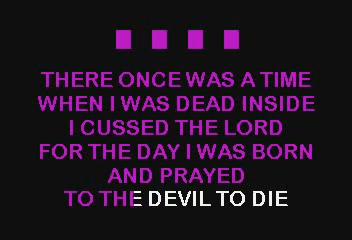 THERE ONCE WAS A TIME
WHEN I WAS DEAD INSIDE
I CUSSED THE LORD
FOR THE DAY I WAS BORN
AND PRAYED
TO THE DEVIL TO DIE